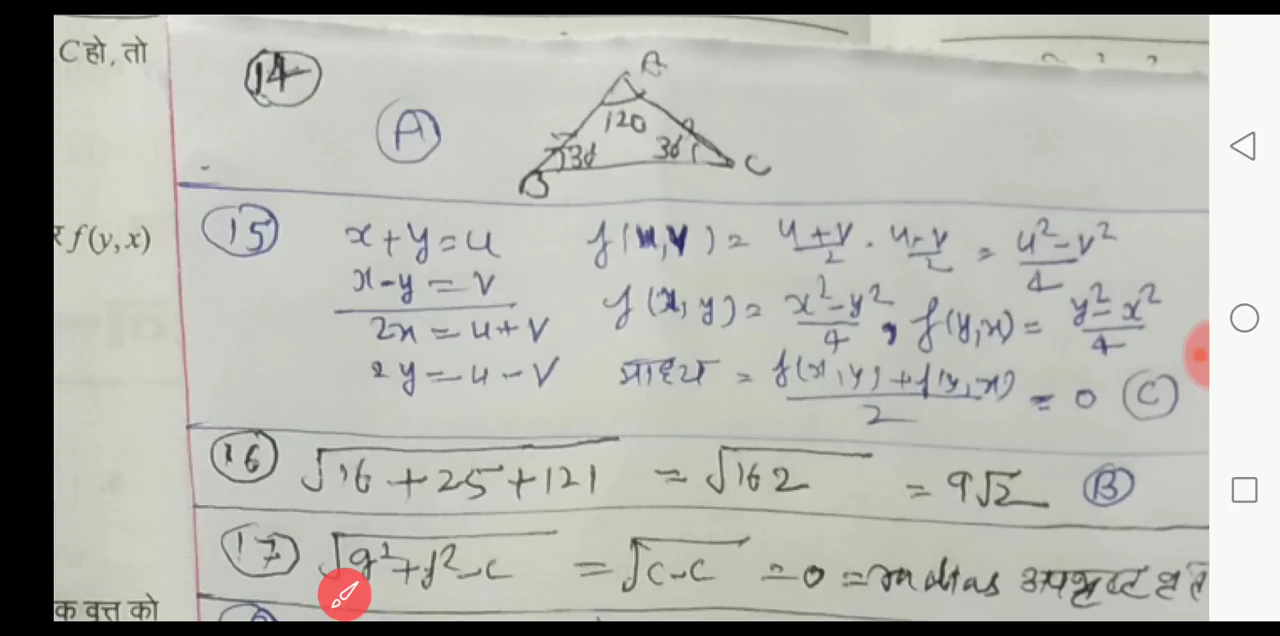 C हो, तो
14
A
A
120
30
30
B
C
f(y, x)
15
x+y=u f(u,v) = u+v/2 . u-v/2 = u²-v²/4
x-y=v
2x=u+v f(x,y) = x²-y²/4, f(y,x) = y²-x²/4
2y=u-v माध्य = f(x,y)+f(y,x)/2 = 0 C
16 √16+25+121 = √162 = 9√2 B
17 √g²+f²-c = √c-c = 0 = radius
क वृत्त को